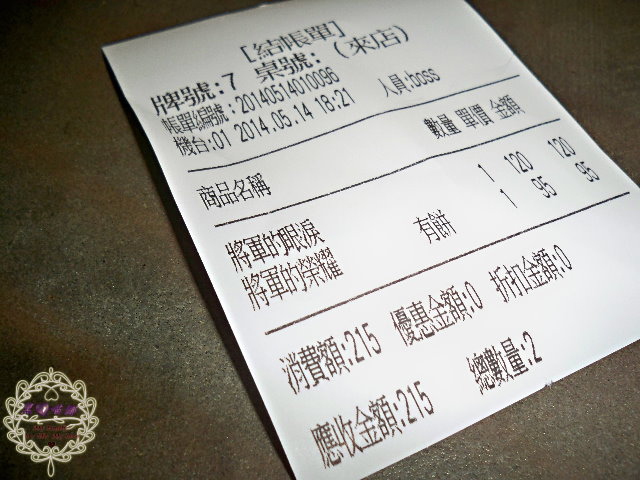 [結帳單]
牌號:7 桌號: (來店)
帳單編號:20140514010096
機台:01 2014.05.14 18:21 人員:boss
商品名稱 數量 單價 金額
將軍的眼淚 1 120 120
將軍的榮耀 有餅 1 95 95
消費額:215 優惠金額:0 折扣金額:0
應收金額:215 總數量:2